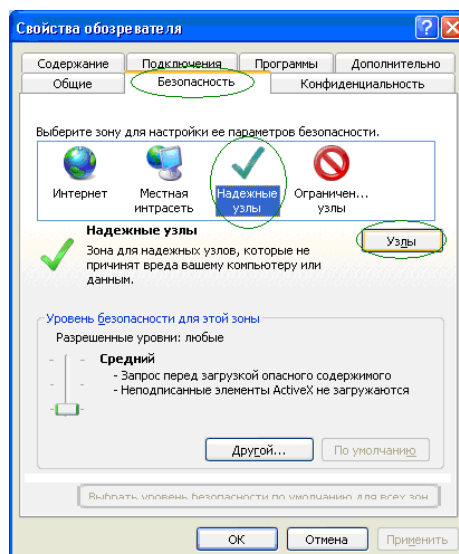 Свойства обозревателя
Содержание Подключения Программы Дополнительно
Общие Безопасность Конфиденциальность
Выберите зону для настройки ее параметров безопасности.
Интернет Местная интрасеть Надежные узлы Ограничен... узлы
Надежные узлы
Узлы
Зона для надежных узлов, которые не
причинят вреда вашему компьютеру или
данным.
Уровень безопасности для этой зоны
Разрешенные уровни: любые
Средний
- Запрос перед загрузкой опасного содержимого
- Неподписанные элементы ActiveX не загружаются
Другой... По умолчанию
Выбрать уровень безопасности по умолчанию для всех зон
ОК Отмена Применить